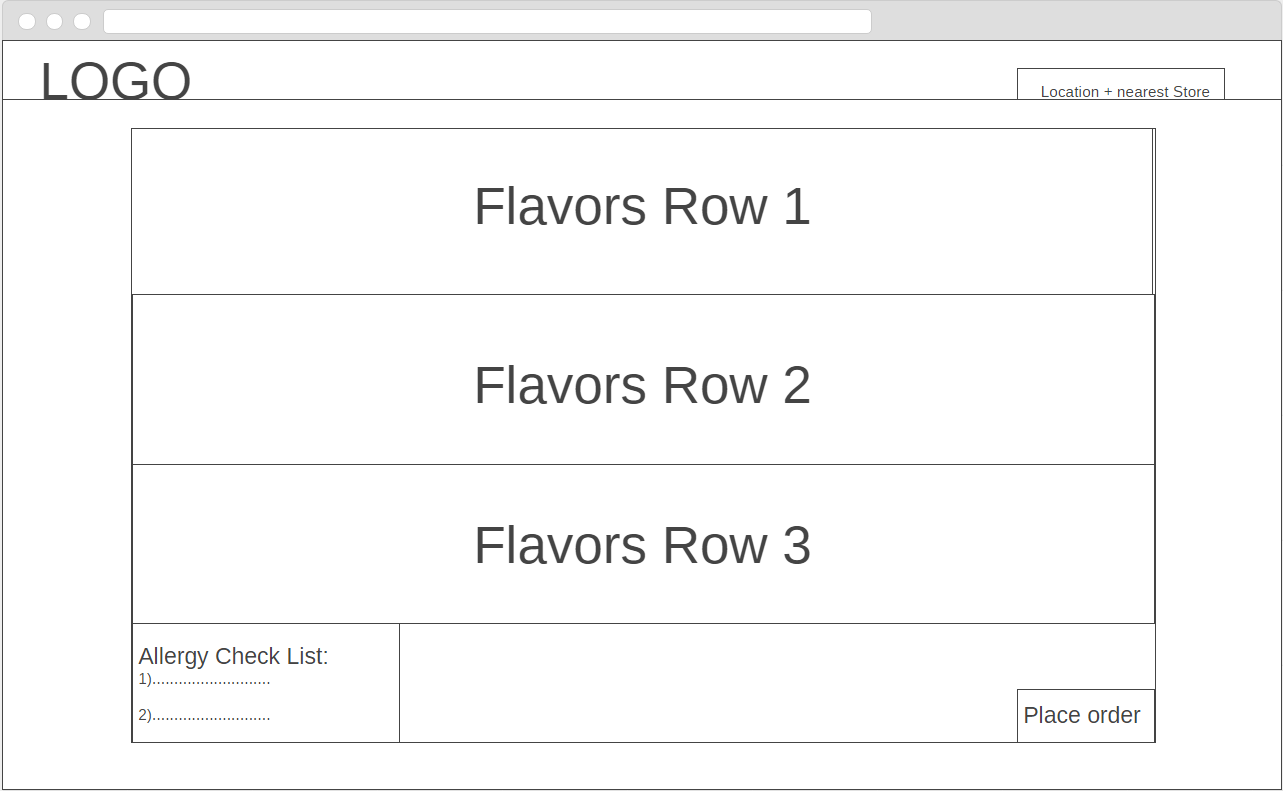 LOGO
Location + nearest Store
Flavors Row 1
Flavors Row 2
Flavors Row 3
Allergy Check List:
1)...........................
2)...........................
Place order